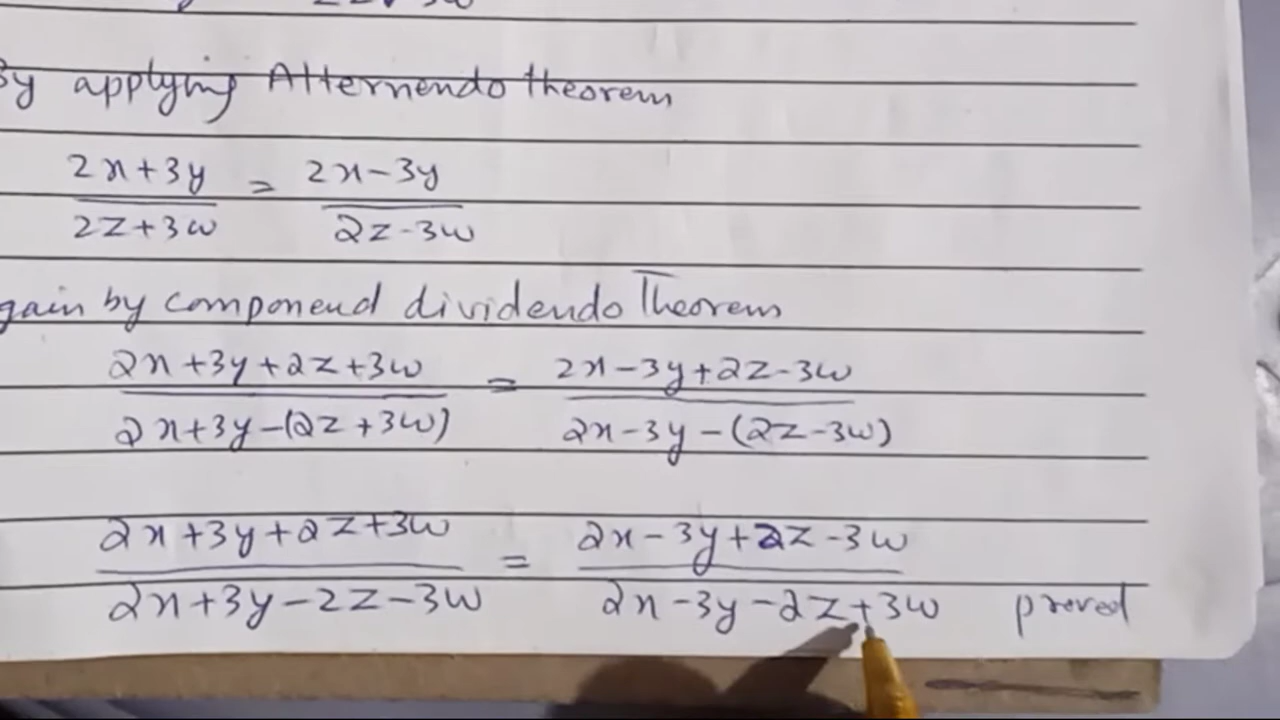 By applying Alternendo theorem
2x+3y = 2x-3y
2z+3w 2z-3w
gain by componend dividendo Theorem
2x+3y+2z+3w = 2x-3y+2z-3w
2x+3y-(2z+3w) 2x-3y-(2z-3w)
2x+3y+2z+3w = 2x-3y+2z-3w
2x+3y-2z-3w 2x-3y-2z+3w proved